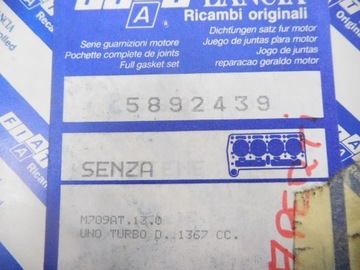 FIAT LANCIA
A
Ricambi originali
Serie guarnizioni motore
Pochette complete de joints
Full gasket set
Dichtungen satz fur motor
Juego de juntas para motor
Jogo de juntas
reparacao geraldo motor
5892439
SENZA
M709AT.13.0
UNO TURBO D. 1367 CC.
FIAT
A
Ricambi